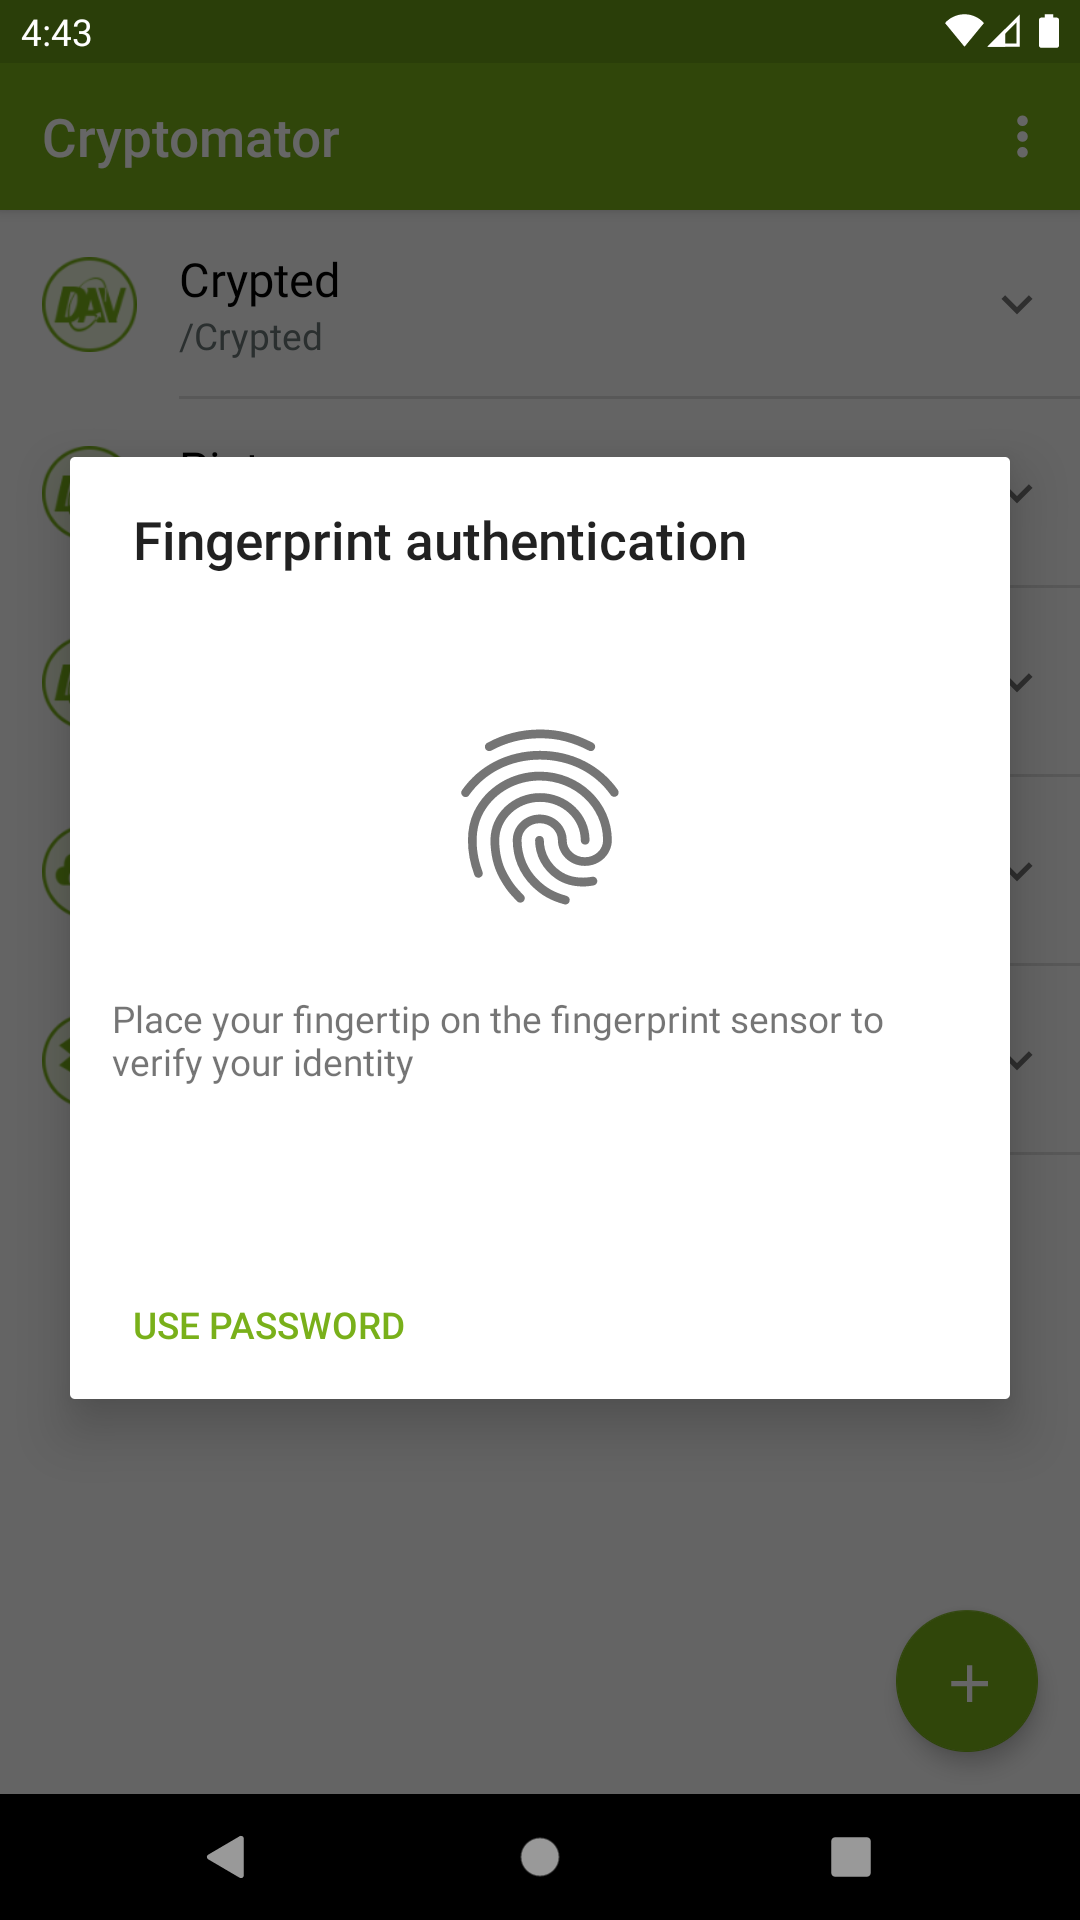 4:43
Cryptomator
DAV
Crypted
/Crypted
Fingerprint authentication
Place your fingertip on the fingerprint sensor to
verify your identity
USE PASSWORD